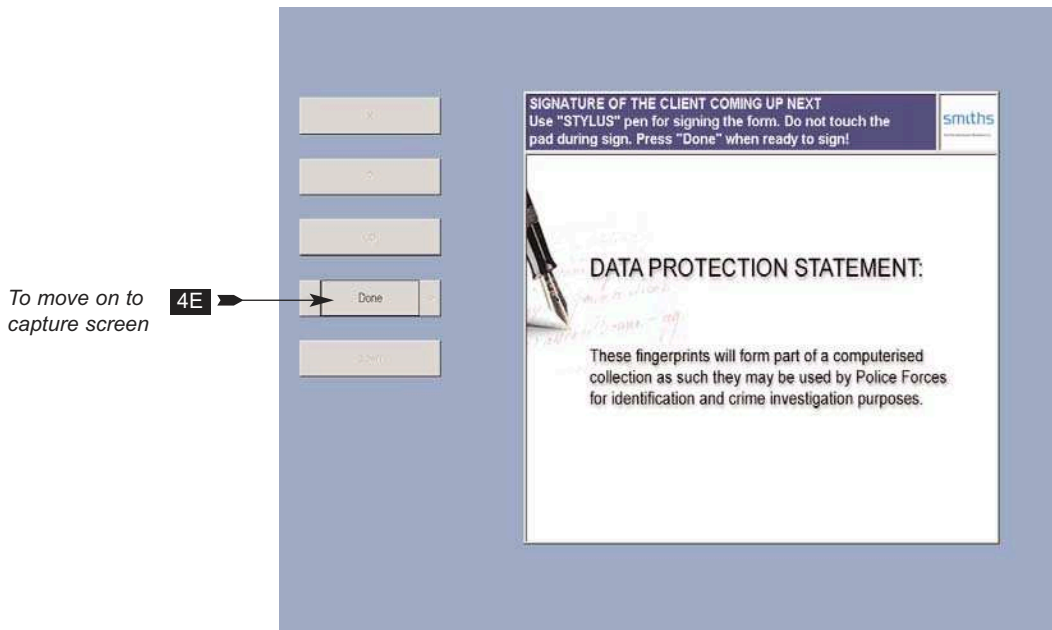 SIGNATURE OF THE CLIENT COMING UP NEXT
Use "STYLUS" pen for signing the form. Do not touch the
pad during sign. Press "Done" when ready to sign!
smiths
DATA PROTECTION STATEMENT:
To move on to
capture screen
4E
Done
These fingerprints will form part of a computerised
collection as such they may be used by Police Forces
for identification and crime investigation purposes.